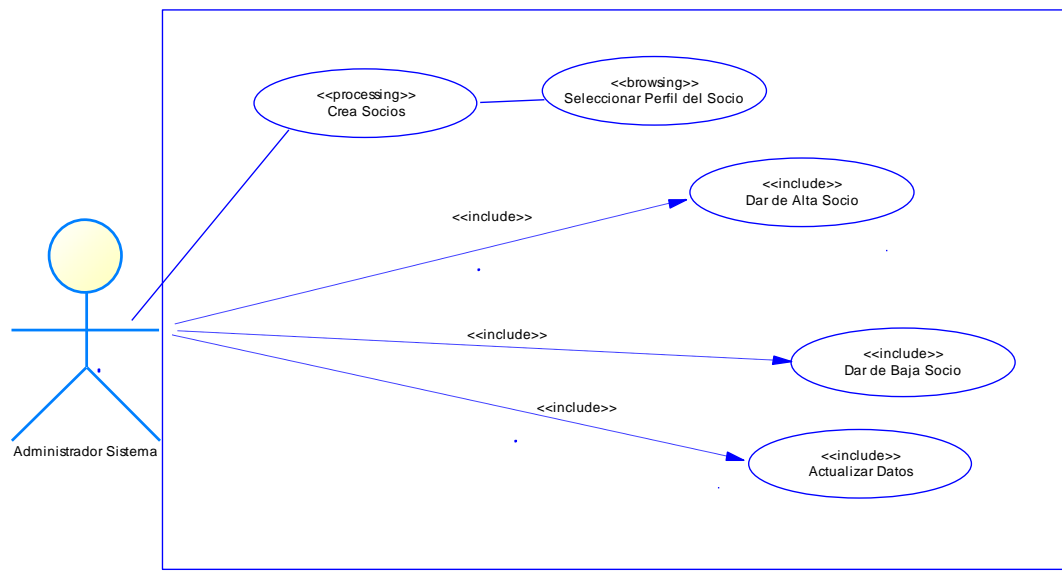 <<processing>>
Crea Socios
<<browsing>>
Seleccionar Perfil del Socio
<<include>>
Dar de Alta Socio
<<include>>
<<include>>
<<include>>
Dar de Baja Socio
<<include>>
<<include>>
Actualizar Datos
Administrador Sistema